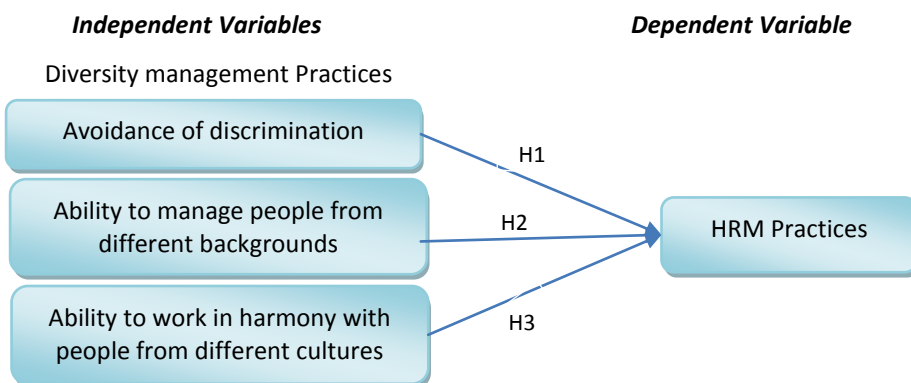 Independent Variables
Dependent Variable
Diversity management Practices
Avoidance of discrimination
H1
Ability to manage people from
different backgrounds
H2
HRM Practices
Ability to work in harmony with
people from different cultures
H3